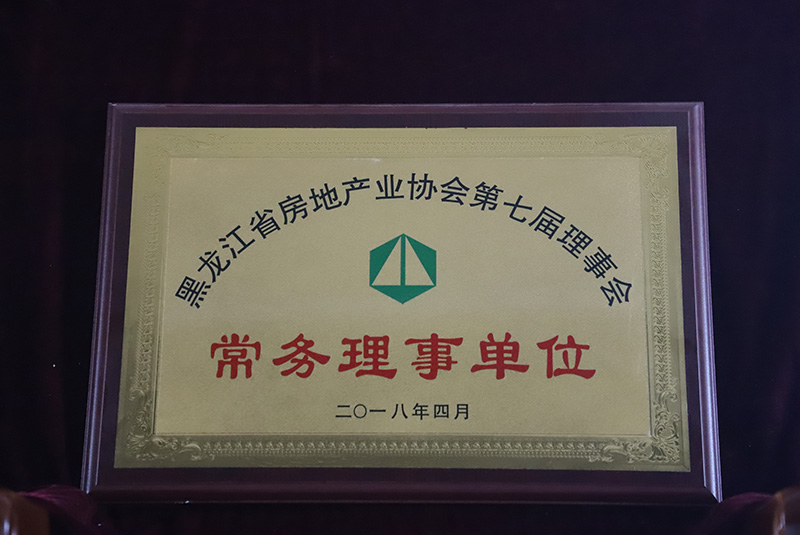 黑龙江省房地产业协会第七届理事会
常务理事单位
二〇一八年四月